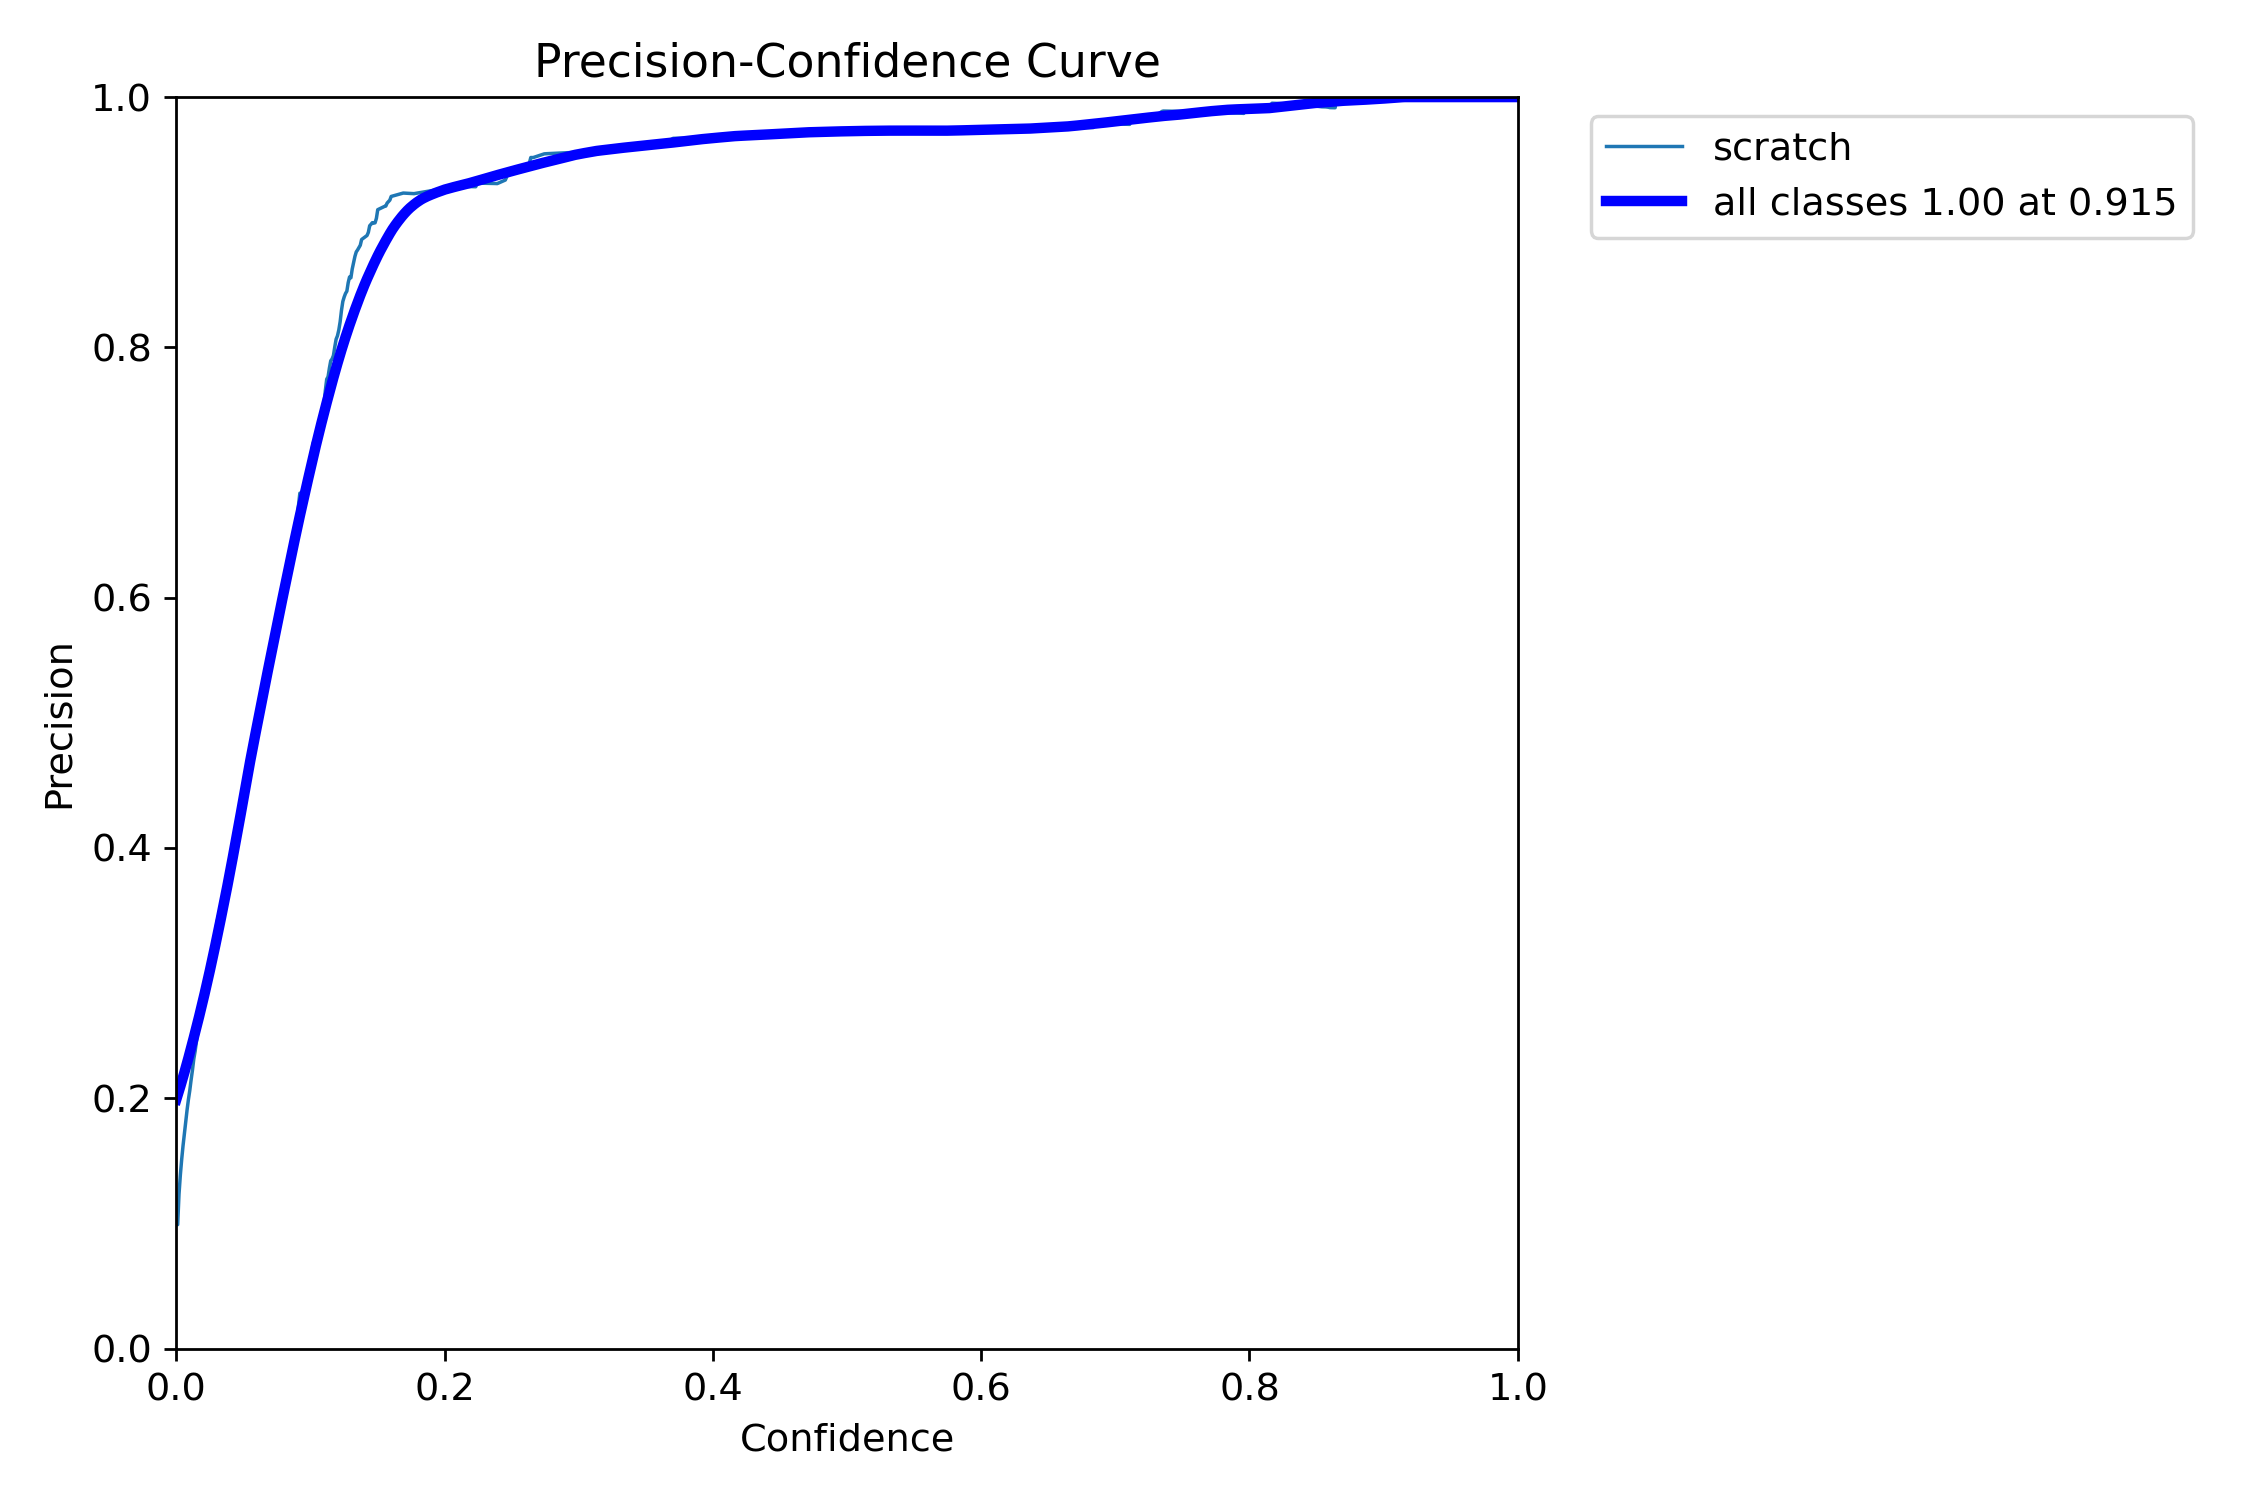 Precision-Confidence Curve
1.0
0.8
0.6
0.4
0.2
0.0
Precision
0.0 0.2 0.4 0.6 0.8 1.0
Confidence
scratch
all classes 1.00 at 0.915